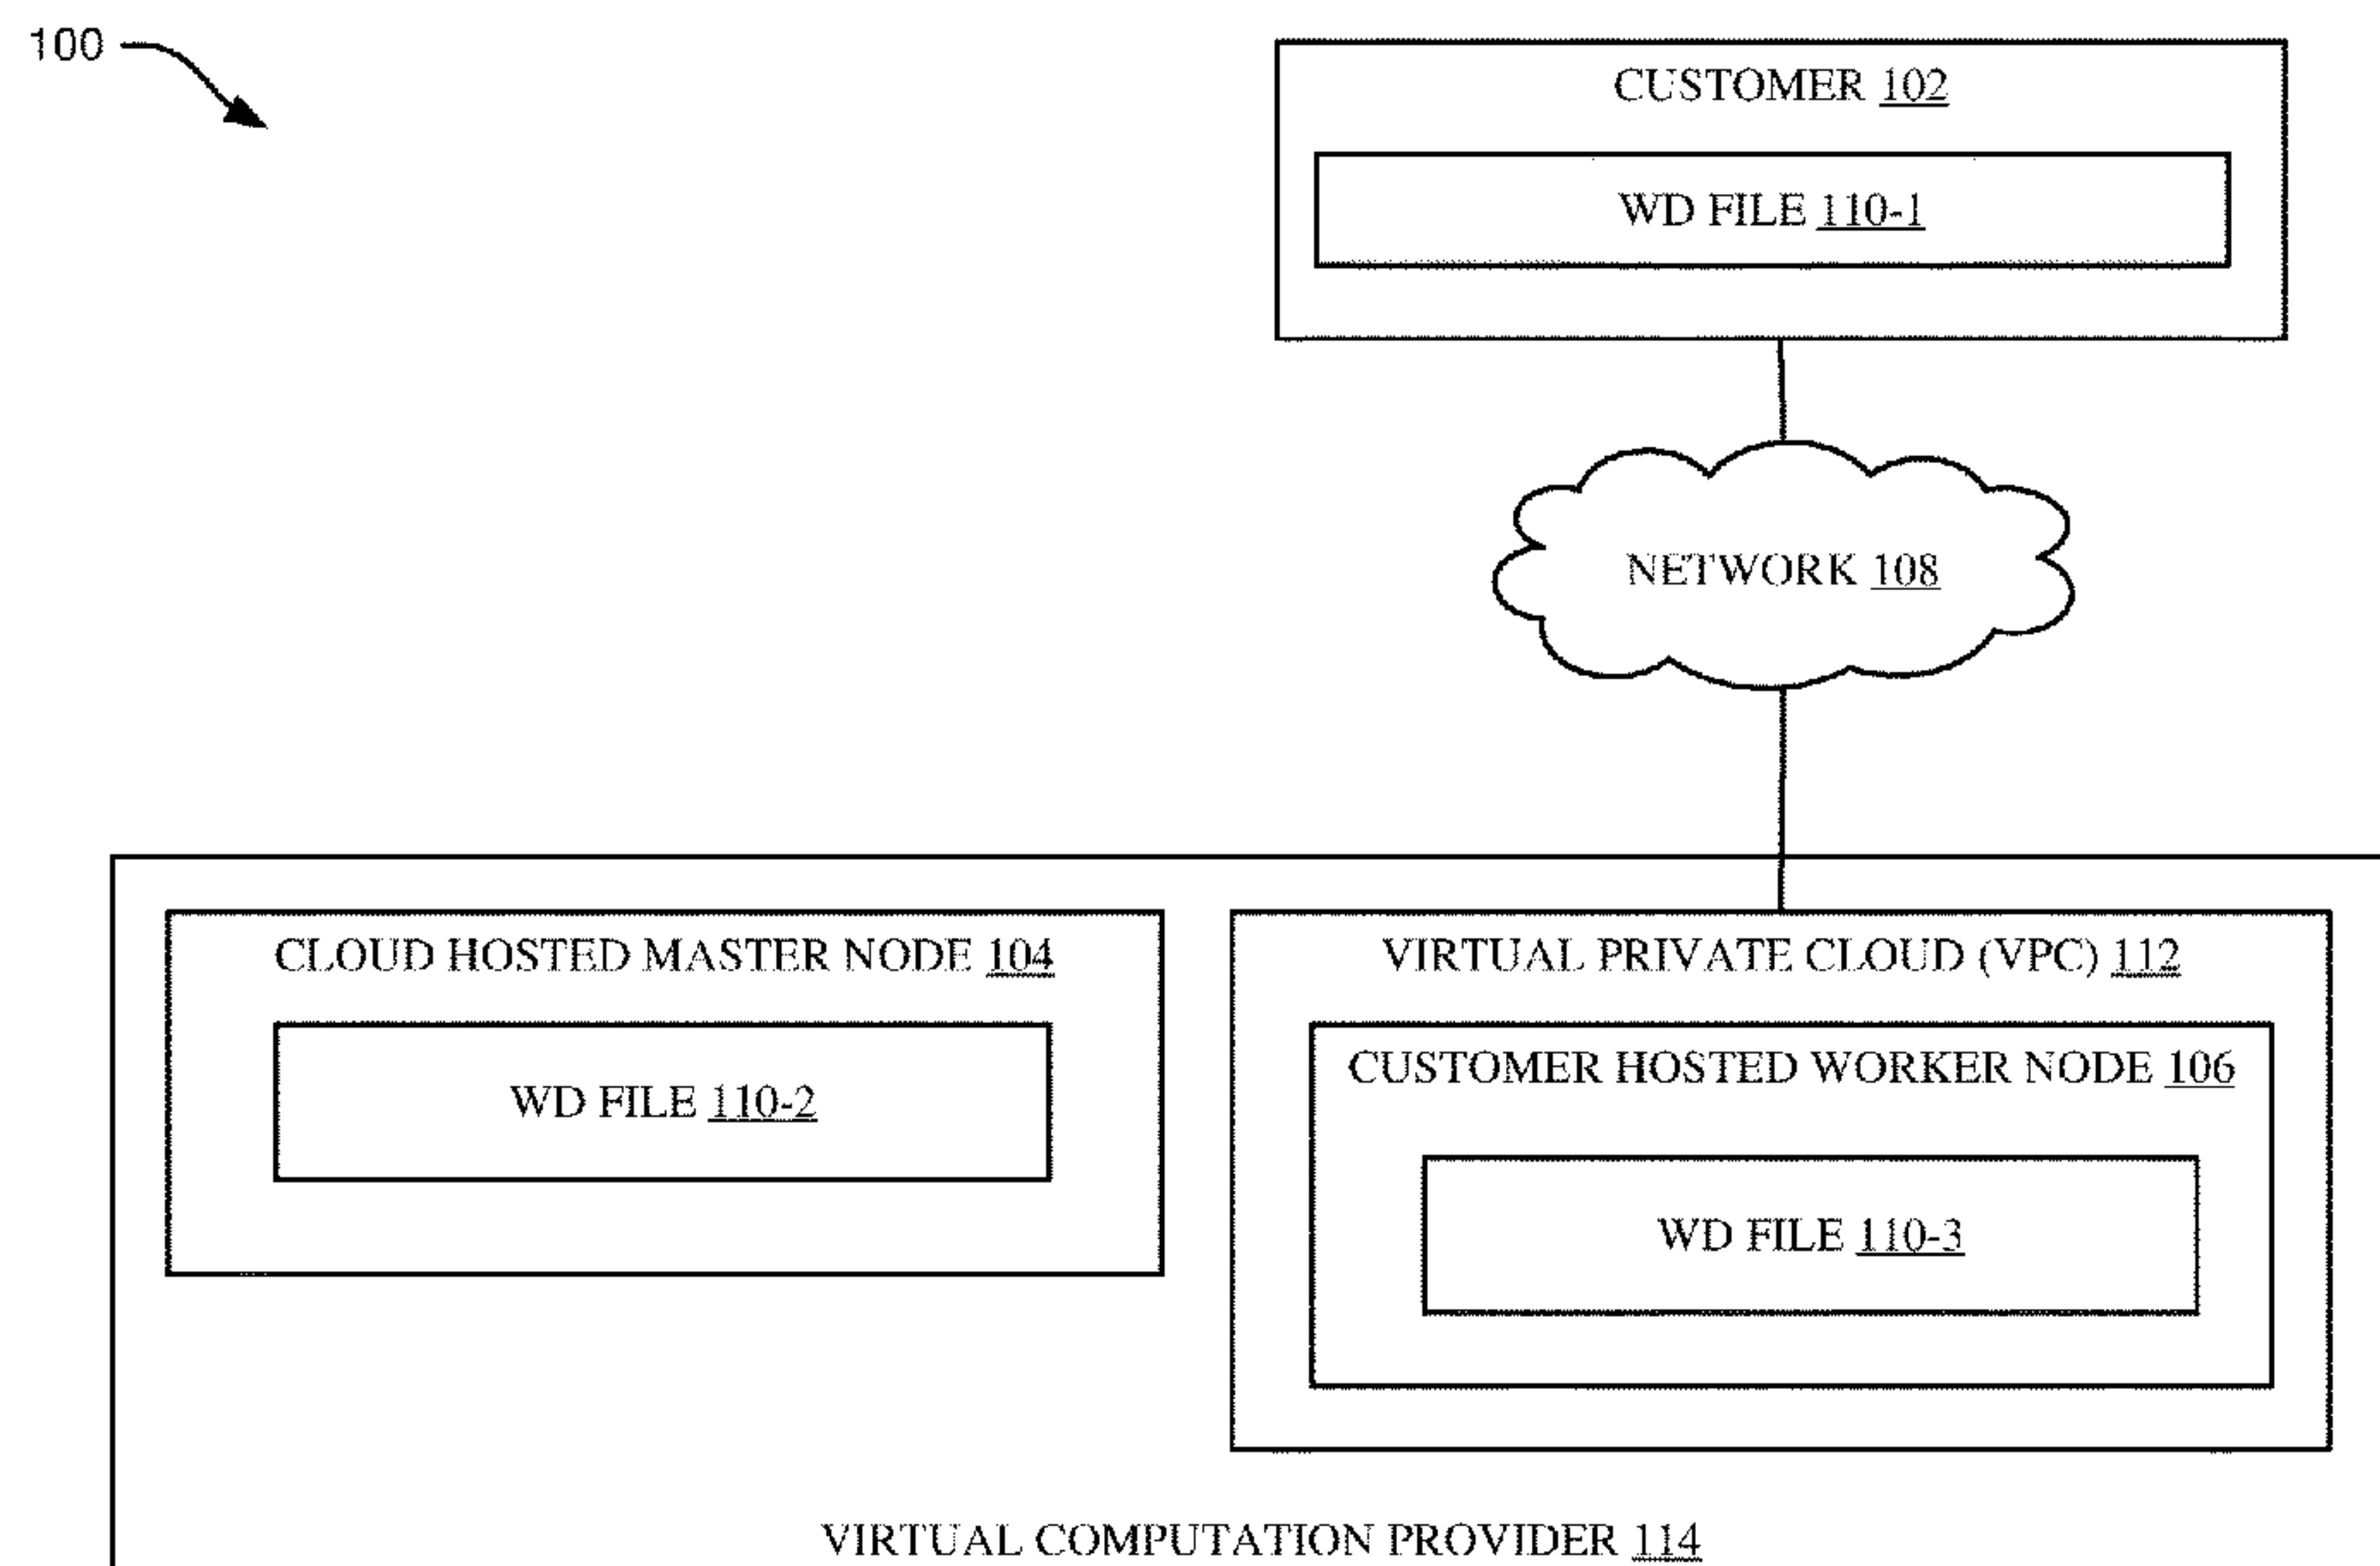 100
CUSTOMER 102
WD FILE 110-1
NETWORK 108
CLOUD HOSTED MASTER NODE 104
WD FILE 110-2
VIRTUAL PRIVATE CLOUD (VPC) 112
CUSTOMER HOSTED WORKER NODE 106
WD FILE 110-3
VIRTUAL COMPUTATION PROVIDER 114